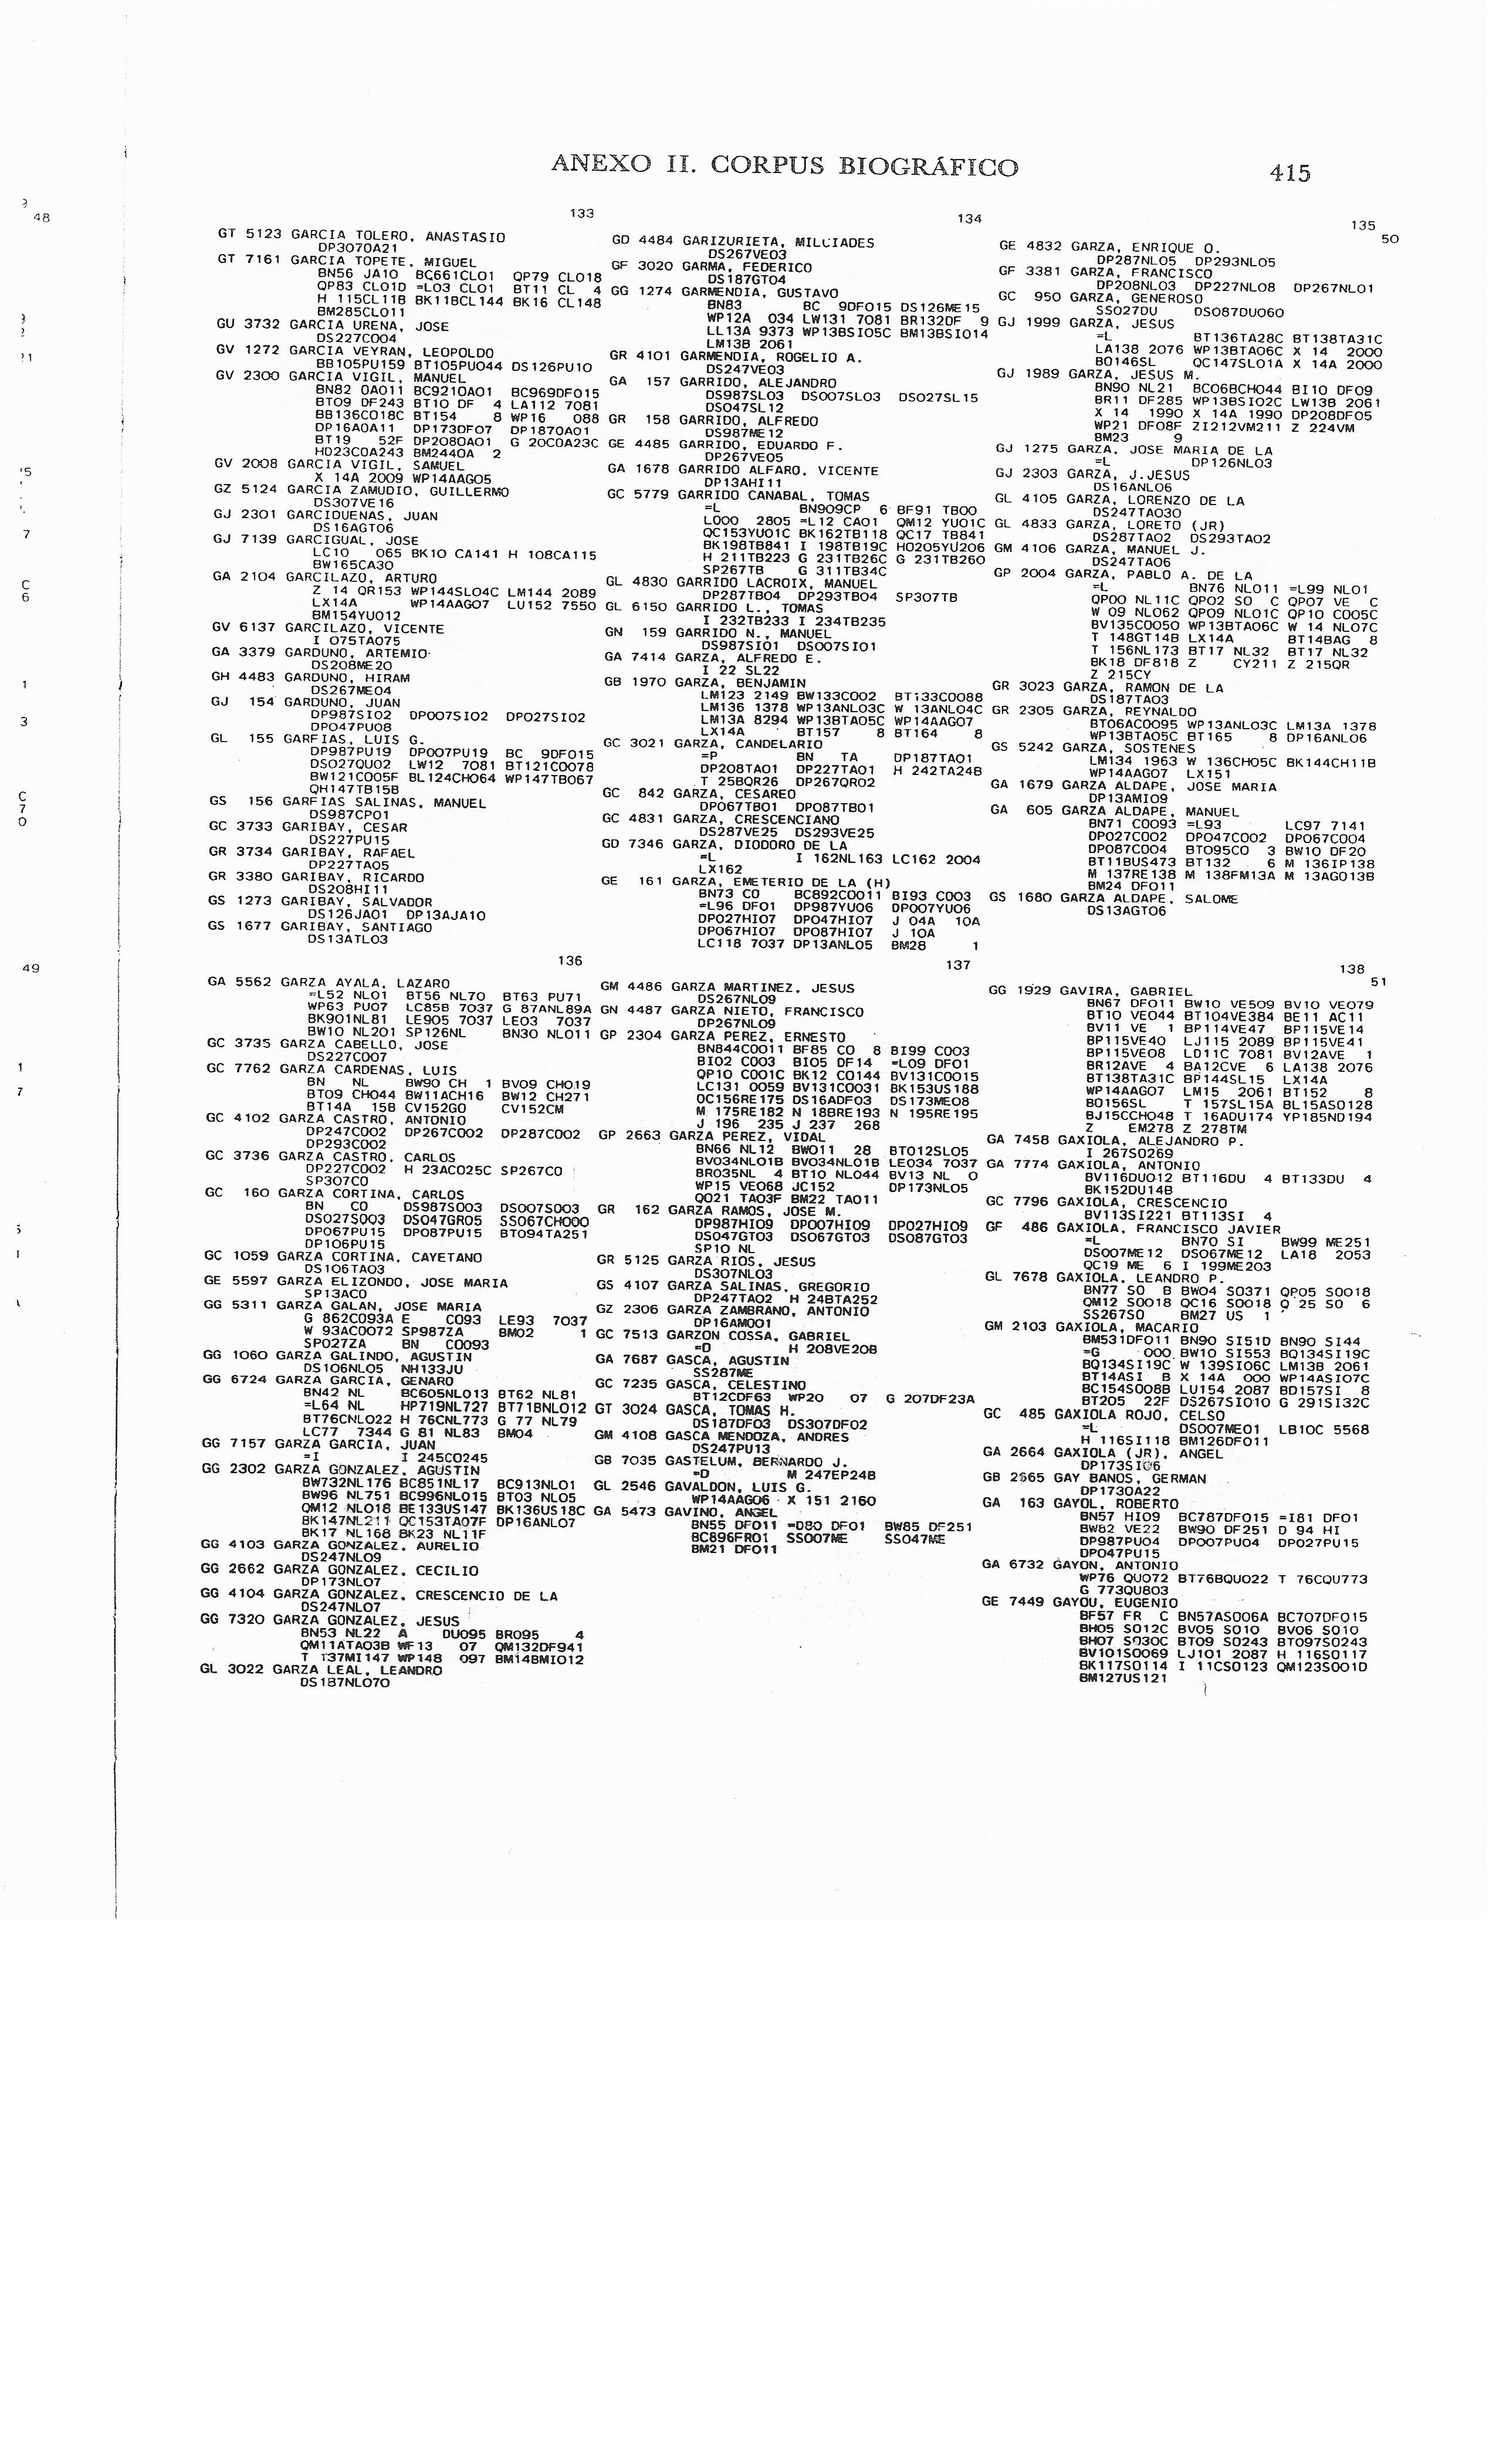 ANEXO II. CORPUS BIOGRÁFICO
415
133
GT 5123 GARCIA TOLERO, ANASTASIO
DP3070A21
GT 7161 GARCIA TOPETE, MIGUEL
BN56 JA10 BC661CL01 QP79 CL018
QP83 CL01D =L03 CL01 BT11 CL 4
H 115CL118 BK118CL144 BK16 CL148
BM285CL011
GU 3732 GARCIA URENA, JOSE
DS227C004
GV 1272 GARCIA VEYRAN, LEOPOLDO
BB105PU159 BT105PU044 DS126PU10
GV 2300 GARCIA VIGIL, MANUEL
BN82 OA011 BC9210A01 BC969DF015
BT09 DF243 BT10 DF 4 LA112 7081
BB136C018C BT154 8 WP16 088
DP16A0A11 DP173DF07 DP1870A01
BT19 52F DP2080A01 G 20C0A23C
HD23C0A243 BM2440A 2
GV 2008 GARCIA VIGIL, SAMUEL
X 14A 2009 WP14AAG05
GZ 5124 GARCIA ZAMUDIO, GUILLERMO
DS307VE16
GJ 2301 GARCIDUENAS, JUAN
DS16AGT06
GJ 7139 GARCIGUAL, JOSE
LC10 065 BK10 CA141 H 108CA115
BW165CA30
GA 2104 GARCILAZO, ARTURO
Z 14 QR153 WP144SL04C LM144 2089
LX14A WP14AAG07 LU152 7550
BM154YU012
GV 6137 GARCILAZO, VICENTE
I 075TA075
GA 3379 GARDUNO, ARTEMIO
DS208ME20
GH 4483 GARDUNO, HIRAM
DS267ME04
GJ 154 GARDUNO, JUAN
DP987SI02 DP007SI02 DP027SI02
DP047PU08
GL 155 GARFIAS, LUIS G.
DP987PU19 DP007PU19 BC 9DF015
DS027QU02 LW12 7081 BT121C0078
BW121C005F BL124CH064 WP147TB067
QH147TB15B
GS 156 GARFIAS SALINAS, MANUEL
DS987CP01
GC 3733 GARIBAY, CESAR
DS227PU15
GR 3734 GARIBAY, RAFAEL
DP227TA05
GR 3380 GARIBAY, RICARDO
DS208HI11
GS 1273 GARIBAY, SALVADOR
DS126JA01 DP13AJA10
GS 1677 GARIBAY, SANTIAGO
DS13ATL03
134
GD 4484 GARIZURIETA, MILCIADES
DS267VE03
GF 3020 GARMA, FEDERICO
DS187GT04
GG 1274 GARMENDIA, GUSTAVO
BN83 BC 9DF015 DS126ME15
WP12A 034 LW131 7081 BR132DF 9
LL13A 9373 WP13BSI05C BM13BSI014
LM13B 2061
GR 4101 GARMENDIA, ROGELIO A.
DS247VE03
GA 157 GARRIDO, ALEJANDRO
DS987SL03 DS007SL03 DS027SL15
DS047SL12
GR 158 GARRIDO, ALFREDO
DS987ME12
GE 4485 GARRIDO, EDUARDO F.
DP267VE05
GA 1678 GARRIDO ALFARO, VICENTE
DP13AHI11
GC 5779 GARRIDO CANABAL, TOMAS
=L BN909CP 6 BF91 TB00
L000 2805 =L12 CA01 QM12 YU01C
QC153YU01C BK162TB118 QC17 TB841
BK198TB841 I 198TB19C HO205YU206
H 211TB223 G 231TB26C G 231TB260
SP267TB G 311TB34C
GL 4830 GARRIDO LACROIX, MANUEL
DP287TB04 DP293TB04 SP307TB
GL 6150 GARRIDO L., TOMAS
I 232TB233 I 234TB235
GN 159 GARRIDO N., MANUEL
DS987SI01 DS007SI01
GA 7414 GARZA, ALFREDO E.
I 22 SL22
GB 1970 GARZA, BENJAMIN
LM123 2149 BW133C002 BT133C0088
LM136 1378 WP13ANL03C W 13ANL04C
LM13A 8294 WP13BTA05C WP14AAG07
LX14A BT157 8 BT164 8
GC 3021 GARZA, CANDELARIO
=P BN TA DP187TA01
DP208TA01 DP227TA01 H 242TA24B
T 25BQR26 DP267QR02
GC 842 GARZA, CESAREO
DP067TB01 DP087TB01
GC 4831 GARZA, CRESCENCIANO
DS287VE25 DS293VE25
GD 7346 GARZA, DIODORO DE LA
=L I 162NL163 LC162 2004
LX162
GE 161 GARZA, EMETERIO DE LA (H)
BN73 CO BC892C0011 BI93 C003
=L96 DF01 DP987YU06 DP007YU06
DP027HI07 DP047HI07 J 04A 10A
DP067HI07 DP087HI07 J 10A
LC118 7037 DP13ANL05 BM28 1
135
50
GE 4832 GARZA, ENRIQUE O.
DP287NL05 DP293NL05
GF 3381 GARZA, FRANCISCO
DP208NL03 DP227NL08 DP267NL01
GC 950 GARZA, GENEROSO
SS027DU DS087DU060
GJ 1999 GARZA, JESUS
=L BT136TA28C BT138TA31C
LA138 2076 WP13BTA06C X 14 2000
BO146SL QC147SL01A X 14A 2000
GJ 1989 GARZA, JESUS M.
BN90 NL21 BC06BCH044 BI10 DF09
BR11 DF285 WP13BSI02C LW13B 2061
X 14 1990 X 14A 1990 DP208DF05
WP21 DF08F ZI212VM211 Z 224VM
BM23 9
GJ 1275 GARZA, JOSE MARIA DE LA
=L DP126NL03
GJ 2303 GARZA, J.JESUS
DS16ANL06
GL 4105 GARZA, LORENZO DE LA
DS247TA030
GL 4833 GARZA, LORETO (JR)
DS287TA02 DS293TA02
GM 4106 GARZA, MANUEL J.
DS247TA06
GP 2004 GARZA, PABLO A. DE LA
=L BN76 NL011 =L99 NL01
QP00 NL11C QP02 SO C QP07 VE C
W 09 NL062 QP09 NL01C QP10 C005C
BV135C0050 WP13BTA06C W 14 NL07C
T 148GT14B LX14A BT14BAG 8
T 156NL173 BT17 NL32 BT17 NL32
BK18 DF818 Z CY211 Z 215QR
Z 215CY
GR 3023 GARZA, RAMON DE LA
DS187TA03
GR 2305 GARZA, REYNALDO
BT06AC0095 WP13ANL03C LM13A 1378
WP13BTA05C BT165 8 DP16ANL06
GS 5242 GARZA, SOSTENES
LM134 1963 W 136CH05C BK144CH11B
WP14AAG07 LX151
GA 1679 GARZA ALDAPE, JOSE MARIA
DP13AMI09
GA 605 GARZA ALDAPE, MANUEL
BN71 C0093 =L93 LC97 7141
DP027C002 DP047C002 DP067C004
DP087C004 BT095C0 3 BW10 DF20
BT11BUS473 BT132 6 M 136IP138
M 137RE138 M 138FM13A M 13AGO13B
BM24 DF011
GS 1680 GARZA ALDAPE, SALOME
DS13AGT06
136
GA 5562 GARZA AYALA, LAZARO
=L52 NL01 BT56 NL70 BT63 PU71
WP63 PU07 LC85B 7037 G 87ANL89A
BK901NL81 LE905 7037 LE03 7037
BW10 NL201 SP126NL BN30 NL011
GC 3735 GARZA CABELLO, JOSE
DS227C007
GC 7762 GARZA CARDENAS, LUIS
BN NL BW90 CH 1 BV09 CH019
BT09 CH044 BW11ACH16 BW12 CH271
BT14A 15B CV152GO CV152CM
GC 4102 GARZA CASTRO, ANTONIO
DP247C002 DP267C002 DP287C002
DP293C002
GC 3736 GARZA CASTRO, CARLOS
DP227C002 H 23AC025C SP267C0
SP307C0
GC 160 GARZA CORTINA, CARLOS
BN CO DS987S003 DS007S003
DS027S003 DS047GR05 SS067CH000
DP067PU15 DP087PU15 BT094TA251
DP106PU15
GC 1059 GARZA CORTINA, CAYETANO
DS106TA03
GE 5597 GARZA ELIZONDO, JOSE MARIA
SP13AC0
GG 5311 GARZA GALAN, JOSE MARIA
G 862C093A E C093 LE93 7037
W 93AC0072 SP987ZA BM02 1
SP027ZA BN C0093
GG 1060 GARZA GALINDO, AGUSTIN
DS106NL05 NH133JU
GG 6724 GARZA GARCIA, GENARO
BN42 NL BC605NL013 BT62 NL81
=L64 NL HP719NL727 BT71BNL012
BT76CNL022 H 76CNL773 G 77 NL79
LC77 7344 G 81 NL83 BM04
GG 7157 GARZA GARCIA, JUAN
=I I 245C0245
GG 2302 GARZA GONZALEZ, AGUSTIN
BW732NL176 BC851NL17 BC913NL01
BW96 NL751 BC996NL015 BT03 NL05
QM12 NL018 BE133US147 BK136US18C
BK147NL211 QC153TA07F DP16ANL07
BK17 NL168 BK23 NL11F
GG 4103 GARZA GONZALEZ, AURELIO
DS247NL09
GG 2662 GARZA GONZALEZ, CECILIO
DP173NL07
GG 4104 GARZA GONZALEZ, CRESCENCIO DE LA
DS247NL07
GG 7320 GARZA GONZALEZ, JESUS
BN53 NL22 A DU095 BR095 4
QM11ATA03B WF13 07 QM132DF941
T 137MI147 WP148 097 BM14BMI012
GL 3022 GARZA LEAL, LEANDRO
DS187NL070
137
GM 4486 GARZA MARTINEZ, JESUS
DS267NL09
GN 4487 GARZA NIETO, FRANCISCO
DP267NL09
GP 2304 GARZA PEREZ, ERNESTO
BN844C0011 BF85 CO 8 BI99 C003
BI02 C003 BI05 DF14 =L09 DF01
QP10 C001C BK12 C0144 BV131C0015
LC131 0059 BV131C0031 BK153US188
OC156RE175 DS16ADF03 DS173ME08
M 175RE182 N 18BRE193 N 195RE195
J 196 235 J 237 268
GP 2663 GARZA PEREZ, VIDAL
BN66 NL12 BW011 28 BT012SL05
BV034NL01B BV034NL01B LE034 7037
BR035NL 4 BT10 NL044 BV13 NL 0
WP15 VE068 JC152 DP173NL05
QO21 TA03F BM22 TA011
GR 162 GARZA RAMOS, JOSE M.
DP987HI09 DP007HI09 DP027HI09
DS047GT03 DS067GT03 DS087GT03
SP10 NL
GR 5125 GARZA RIOS, JESUS
DS307NL03
GS 4107 GARZA SALINAS, GREGORIO
DP247TA02 H 24BTA252
GZ 2306 GARZA ZAMBRANO, ANTONIO
DP16AMO01
GC 7513 GARZON COSSA, GABRIEL
=D H 208VE20B
GA 7687 GASCA, AGUSTIN
SS287ME
GC 7235 GASCA, CELESTINO
BT12CDF63 WP20 07 G 207DF23A
GT 3024 GASCA, TOMAS H.
DS187DF03 DS307DF02
GM 4108 GASCA MENDOZA, ANDRES
DS247PU13
GB 7035 GASTELUM, BERNARDO J.
=D M 247EP24B
GL 2546 GAVALDON, LUIS G.
WP14AAG06 X 151 2160
GA 5473 GAVINO, ANGEL
BN55 DF011 =D80 DF01 BW85 DF251
BC896FR01 SS007ME SS047ME
BM21 DF011
138
51
GG 1929 GAVIRA, GABRIEL
BN67 DF011 BW10 VE509 BV10 VE079
BT10 VE044 BT104VE384 BE11 AC11
BV11 VE 1 BP114VE47 BP115VE14
BP114VE40 LJ115 2089 BP115VE41
BP115VE08 LD11C 7081 BV12AVE 1
BR12AVE 4 BA12CVE 6 LA138 2076
BT138TA31C BP144SL15 LX14A
WP14AAG07 LM15 2061 BT152 8
BO156SL T 157SL15A BL15AS0128
BJ15CCH048 T 16ADU174 YP185ND194
Z EM278 Z 278TM
GA 7458 GAXIOLA, ALEJANDRO P.
I 267S0269
GA 7774 GAXIOLA, ANTONIO
BV116DU012 BT116DU 4 BT133DU 4
BK152DU14B
GC 7796 GAXIOLA, CRESCENCIO
BV113SI221 BT113SI 4
GF 486 GAXIOLA, FRANCISCO JAVIER
=L BN70 SI BW99 ME251
DS007ME12 DS067ME12 LA18 2053
QC19 ME 6 I 199ME203
GL 7678 GAXIOLA, LEANDRO P.
BN77 SO B BW04 S0371 QP05 S0018
QM12 S0018 QC16 S0018 Q 25 SO 6
SS267S0 BM27 US 1
GM 2103 GAXIOLA, MACARIO
BM531DF011 BN90 SI51D BN90 SI44
=G 000 BW10 SI553 BQ134SI19C
BQ134SI19C W 139SI06C LM13B 2061
BT14ASI B X 14A 000 WP14ASI07C
BC154S008B LU154 2087 BD157SI 8
BT205 22F DS267SI010 G 291SI32C
GC 485 GAXIOLA ROJO, CELSO
=L DS007ME01 LB10C 5568
H 116SI118 BM126DF011
GA 2664 GAXIOLA (JR), ANGEL
DP173SI06
GB 2665 GAY BANOS, GERMAN
DP1730A22
GA 163 GAYOL, ROBERTO
BN57 HI09 BC787DF015 =I81 DF01
BW82 VE22 BW90 DF251 D 94 HI
DP987PU04 DP007PU04 DP027PU15
DP047PU15
GA 6732 GAYON, ANTONIO
WP76 QU072 BT76BQU022 T 76CQU773
G 773QU803
GE 7449 GAYOU, EUGENIO
BF57 FR C BN57AS006A BC707DF015
BH05 S012C BV05 S010 BV06 S010
BH07 S030C BT09 S0243 BT097S0243
BV101S0069 LJ101 2087 H 116S0117
BK117S0114 I 11CS0123 QM123S001D
BM127US121
48
49